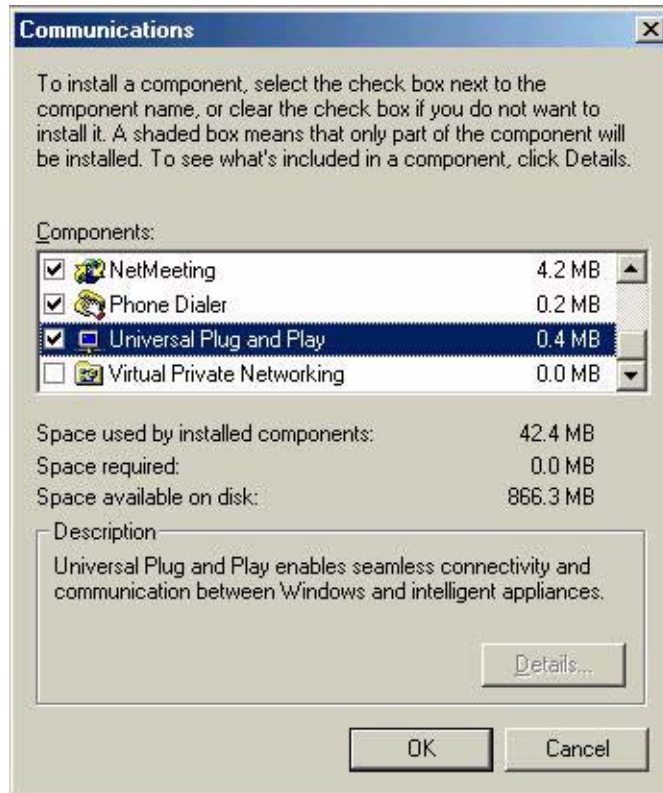 Communications
To install a component, select the check box next to the
component name, or clear the check box if you do not want to
install it. A shaded box means that only part of the component will
be installed. To see what's included in a component, click Details.
Components:
NetMeeting 4.2 MB
Phone Dialer 0.2 MB
Universal Plug and Play 0.4 MB
Virtual Private Networking 0.0 MB
Space used by installed components: 42.4 MB
Space required: 0.0 MB
Space available on disk: 866.3 MB
Description
Universal Plug and Play enables seamless connectivity and
communication between Windows and intelligent appliances.
Details...
OK Cancel